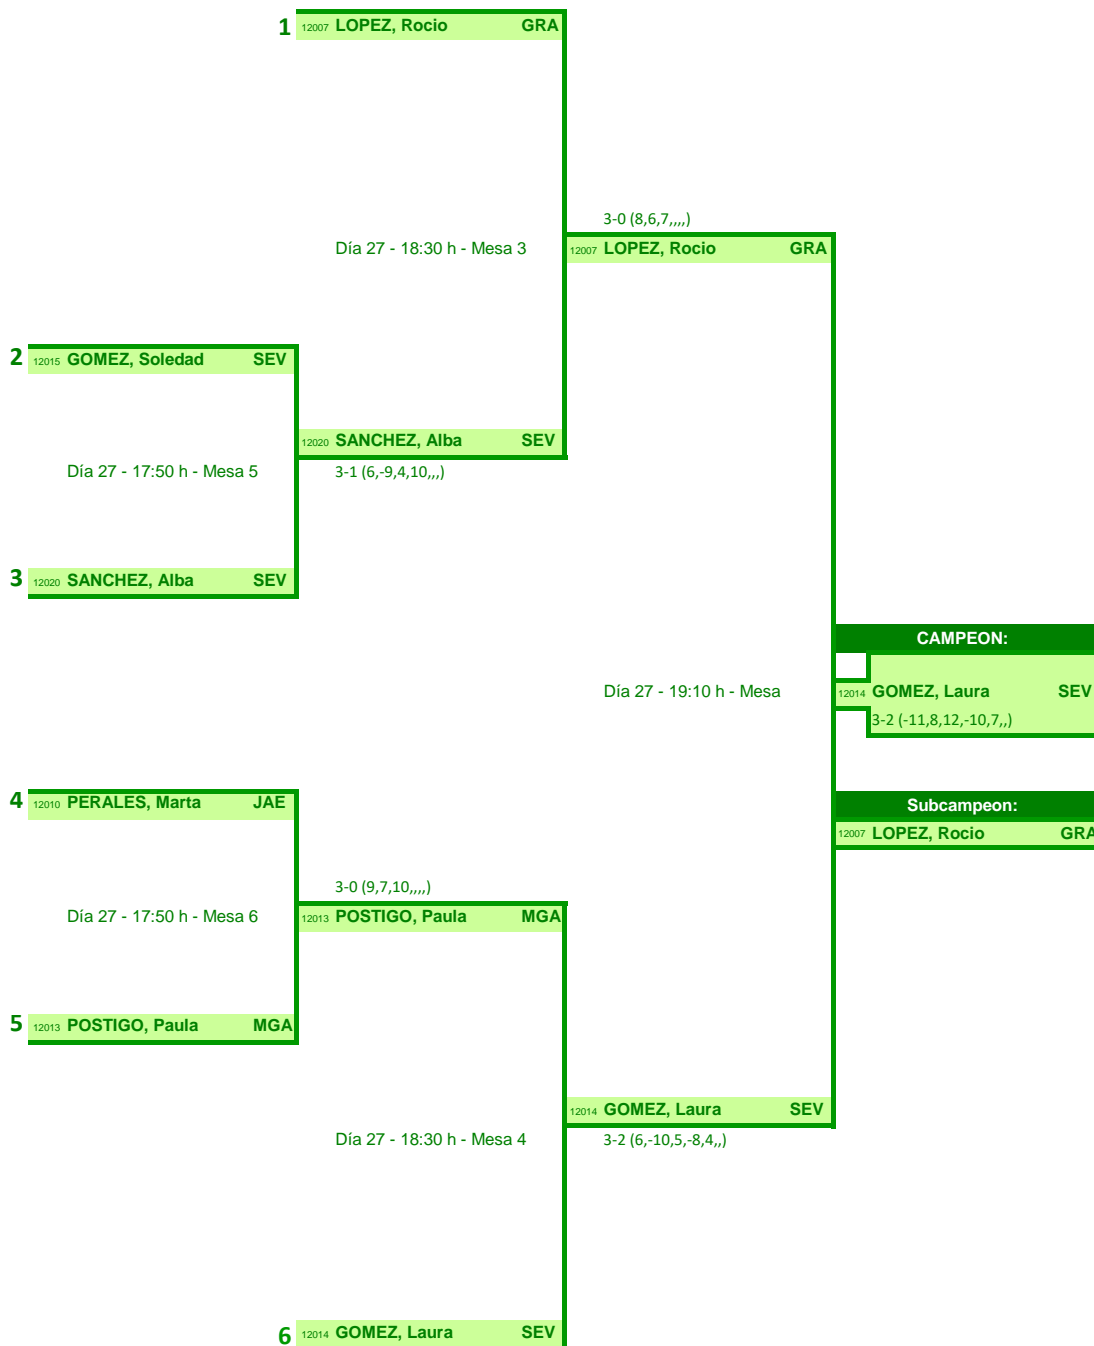 1 12007 LOPEZ, Rocio GRA
3-0 (8,6,7,,,,)
Día 27 - 18:30 h - Mesa 3
12007 LOPEZ, Rocio GRA
2 12015 GOMEZ, Soledad SEV
12020 SANCHEZ, Alba SEV
Día 27 - 17:50 h - Mesa 5
3-1 (6,-9,4,10,,,)
3 12020 SANCHEZ, Alba SEV
CAMPEON:
Día 27 - 19:10 h - Mesa
12014 GOMEZ, Laura SEV
3-2 (-11,8,12,-10,7,,)
4 12010 PERALES, Marta JAE
Subcampeon:
12007 LOPEZ, Rocio GRA
3-0 (9,7,10,,,,)
Día 27 - 17:50 h - Mesa 6
12013 POSTIGO, Paula MGA
5 12013 POSTIGO, Paula MGA
12014 GOMEZ, Laura SEV
Día 27 - 18:30 h - Mesa 4
3-2 (6,-10,5,-8,4,,)
6 12014 GOMEZ, Laura SEV